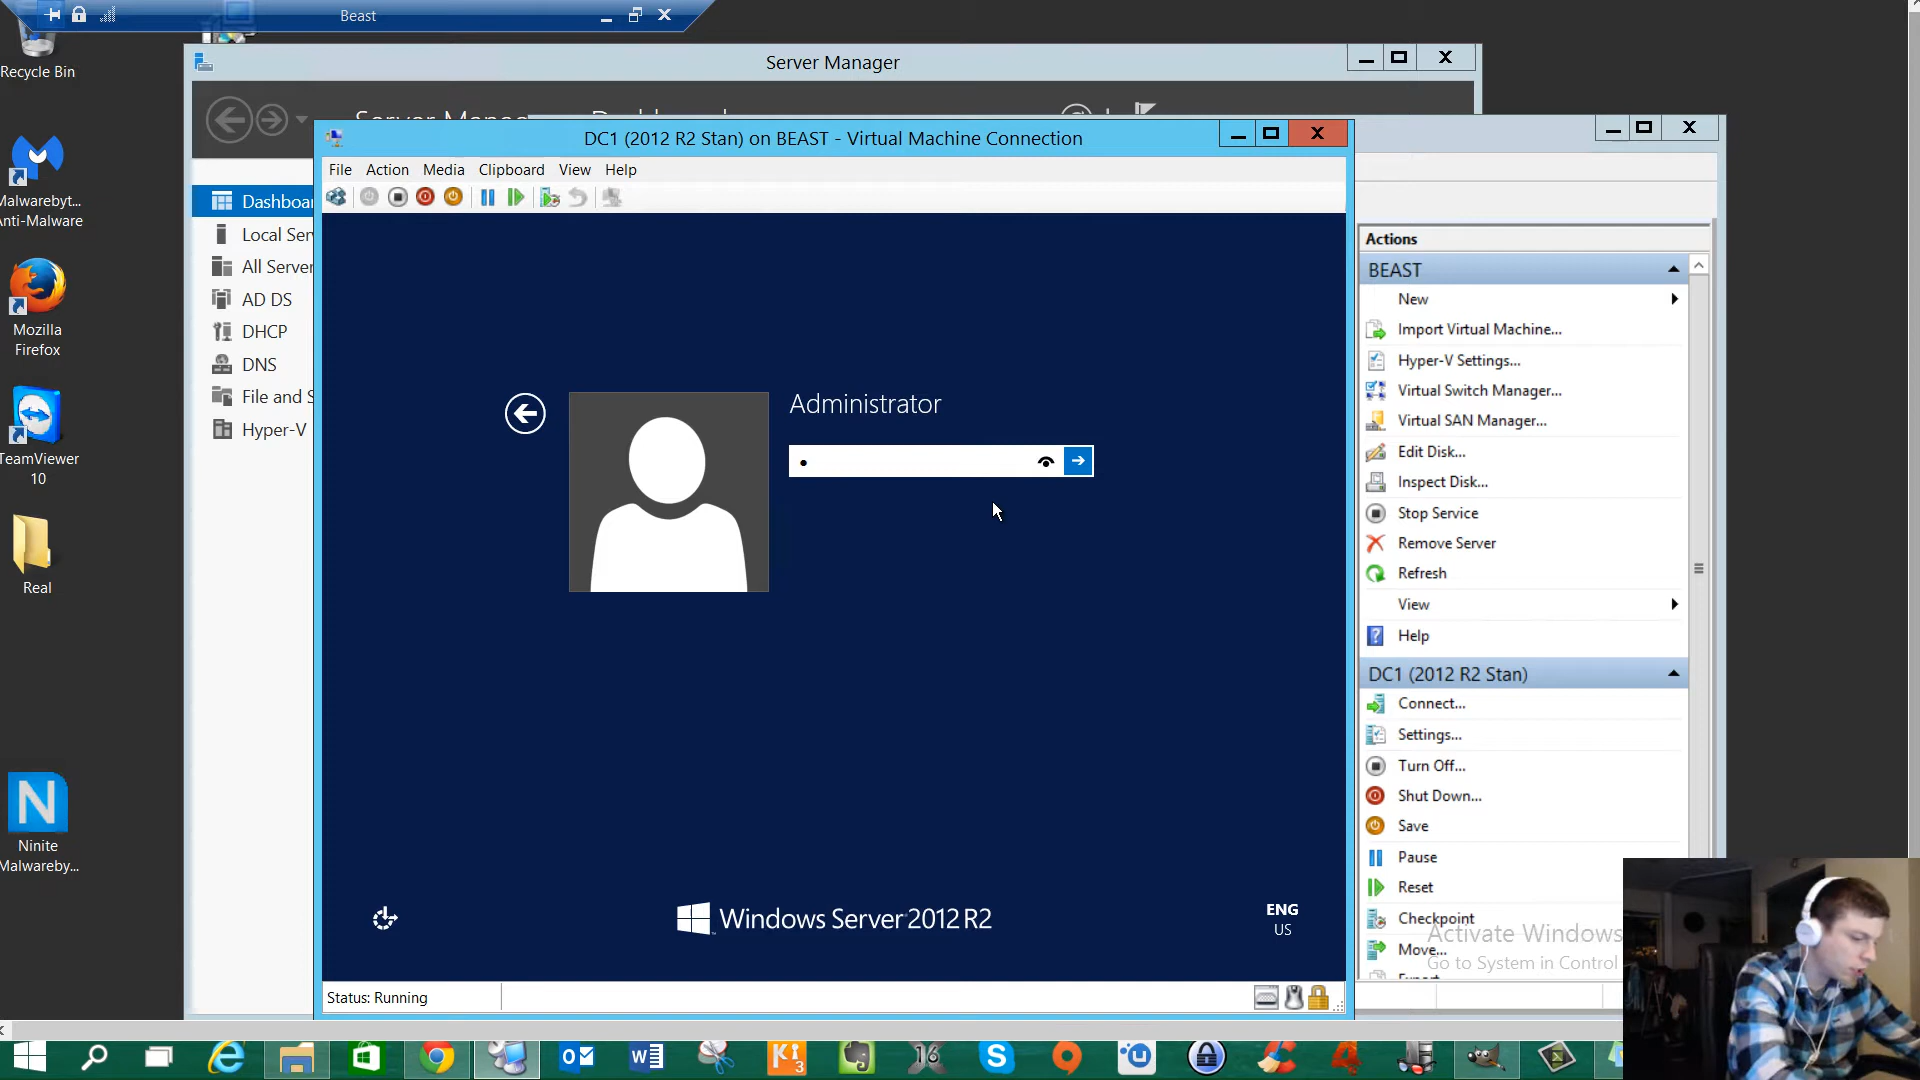 Beast
Recycle Bin
Server Manager
DC1 (2012 R2 Stan) on BEAST - Virtual Machine Connection
File Action Media Clipboard View Help
Malwarebyt...
Anti-Malware
Mozilla
Firefox
TeamViewer
10
Real
Ninite
Malwareby...
Dashboar
Local Ser
All Server
AD DS
DHCP
DNS
File and S
Hyper-V
Administrator
Windows Server 2012 R2
ENG
US
Status: Running
Actions
BEAST
New
Import Virtual Machine...
Hyper-V Settings...
Virtual Switch Manager...
Virtual SAN Manager...
Edit Disk...
Inspect Disk...
Stop Service
Remove Server
Refresh
View
Help
DC1 (2012 R2 Stan)
Connect...
Settings...
Turn Off...
Shut Down...
Save
Pause
Reset
Checkpoint
Activate Windows
Move...
Go to System in Control